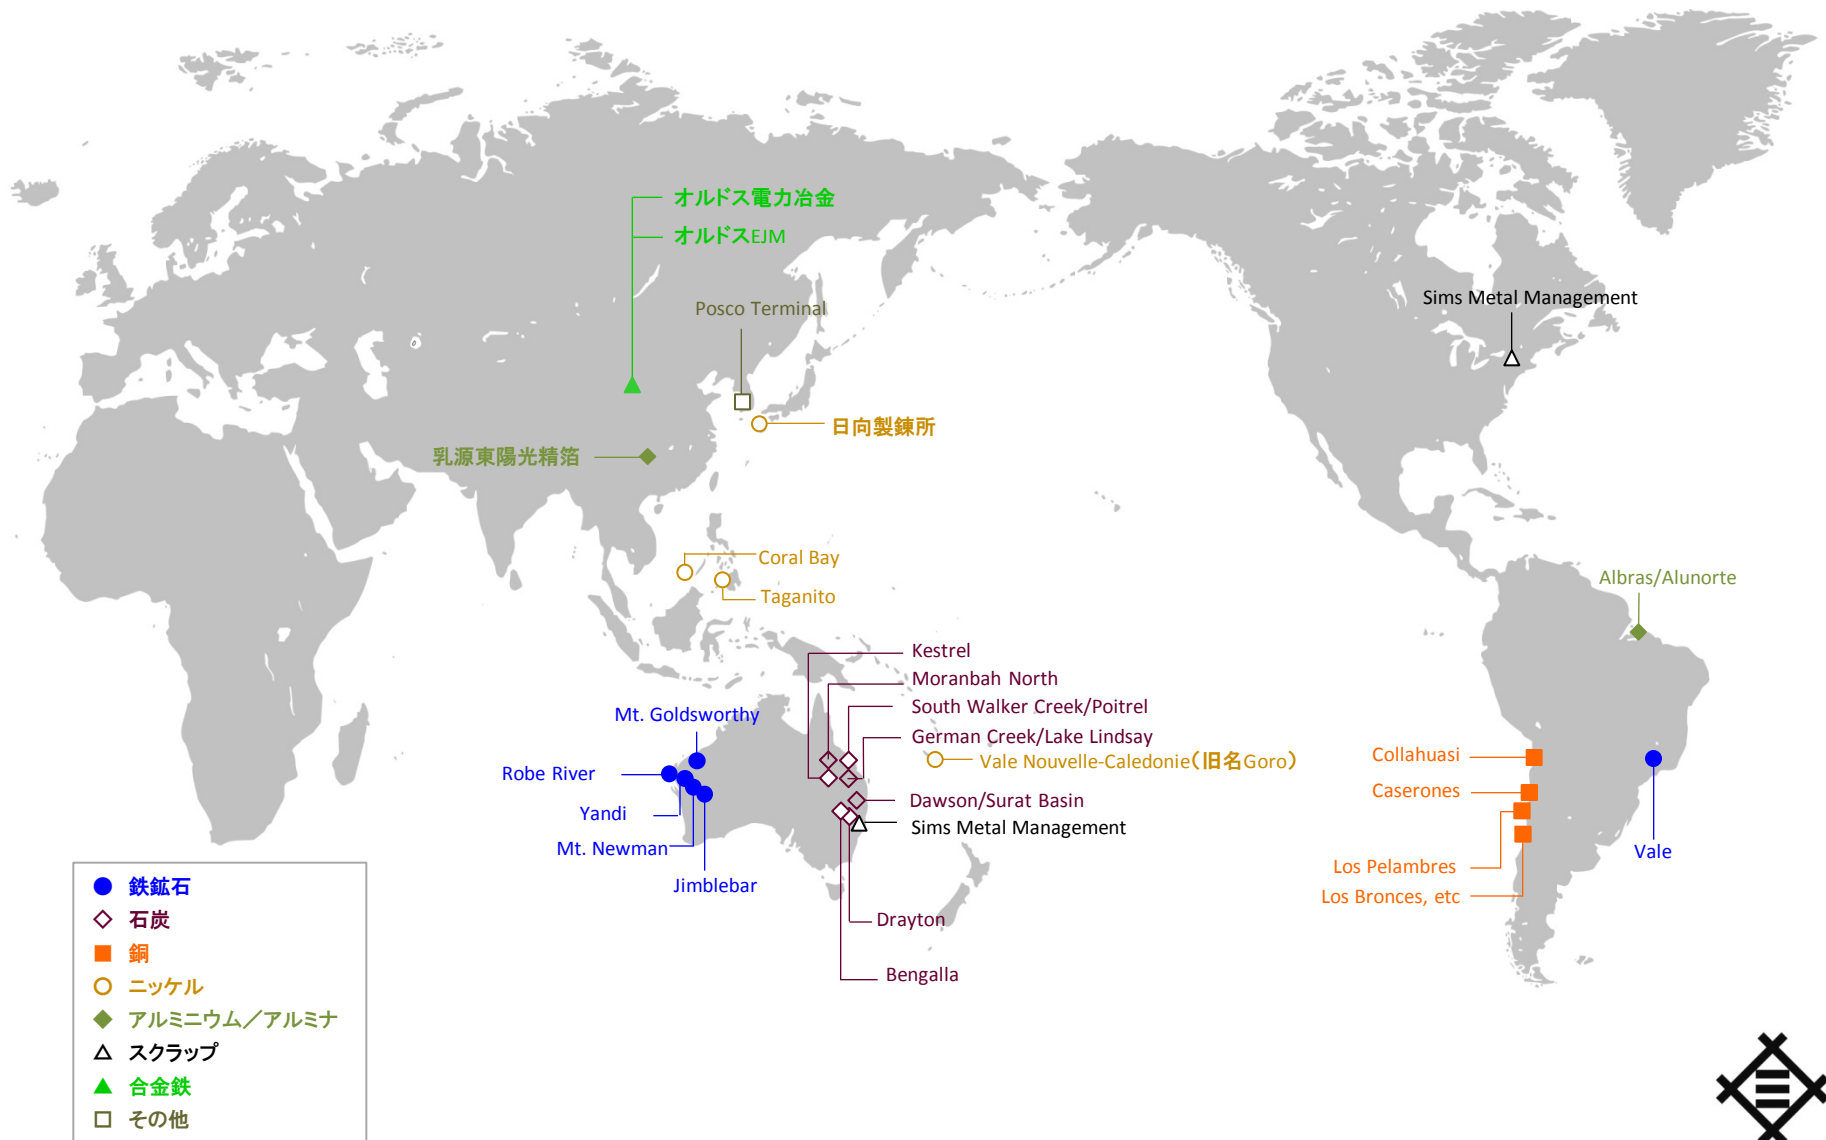 オルドス電力冶金
オルドスEJM
Posco Terminal
Sims Metal Management
日向製錬所
乳源東陽光精箔
Coral Bay
Taganito
Albras/Alunorte
Kestrel
Moranbah North
South Walker Creek/Poitrel
German Creek/Lake Lindsay
Mt. Goldsworthy
Vale Nouvelle-Caledonie(旧名Goro)
Robe River
Collahuasi
Caserones
Dawson/Surat Basin
Yandi
Sims Metal Management
Mt. Newman
Vale
Los Pelambres
Jimblebar
Los Bronces, etc
Drayton
Bengalla
鉄鉱石
石炭
銅
ニッケル
アルミニウム／アルミナ
スクラップ
合金鉄
その他